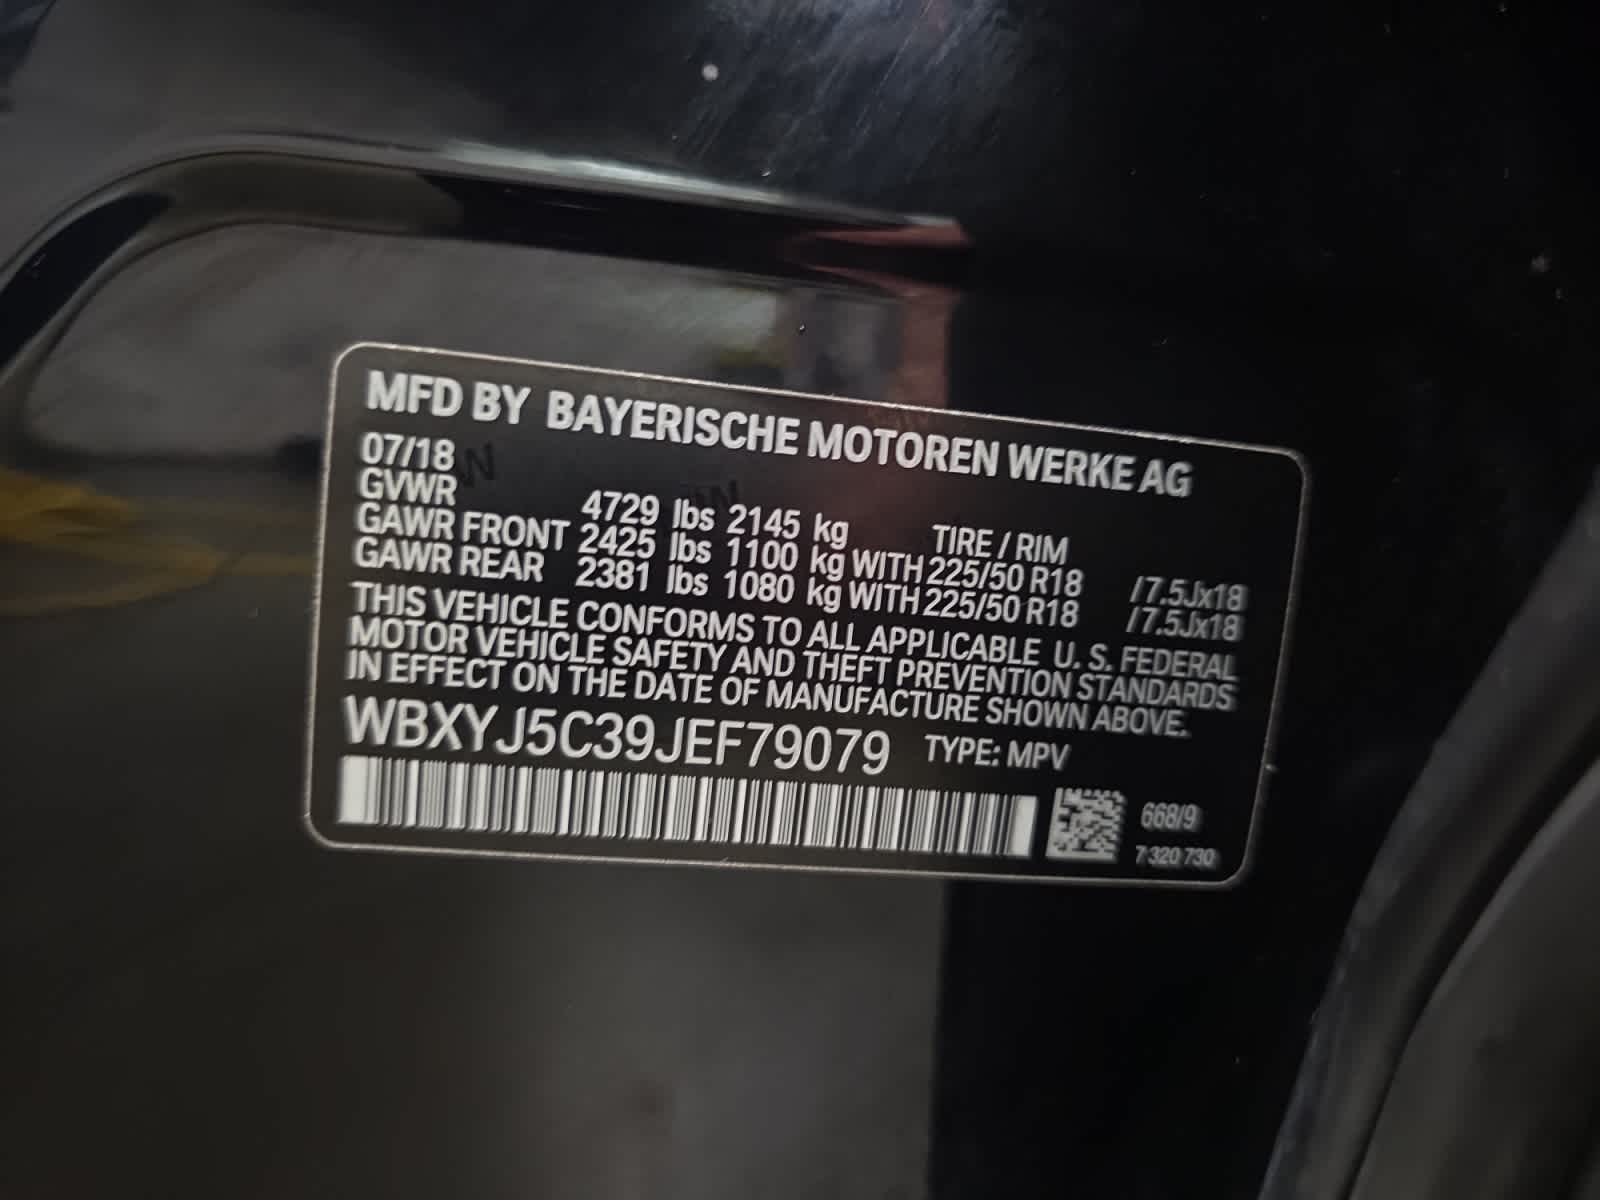 MFD BY BAYERISCHE MOTOREN WERKE AG
07/18
GVWR 4729 lbs 2145 kg TIRE / RIM
GAWR FRONT 2425 lbs 1100 kg WITH 225/50 R18 /7.5Jx18
GAWR REAR 2381 lbs 1080 kg WITH 225/50 R18 /7.5Jx18
THIS VEHICLE CONFORMS TO ALL APPLICABLE U. S. FEDERAL
MOTOR VEHICLE SAFETY AND THEFT PREVENTION STANDARDS
IN EFFECT ON THE DATE OF MANUFACTURE SHOWN ABOVE.
WBXYJ5C39JEF79079 TYPE: MPV
668/9
7 320 730